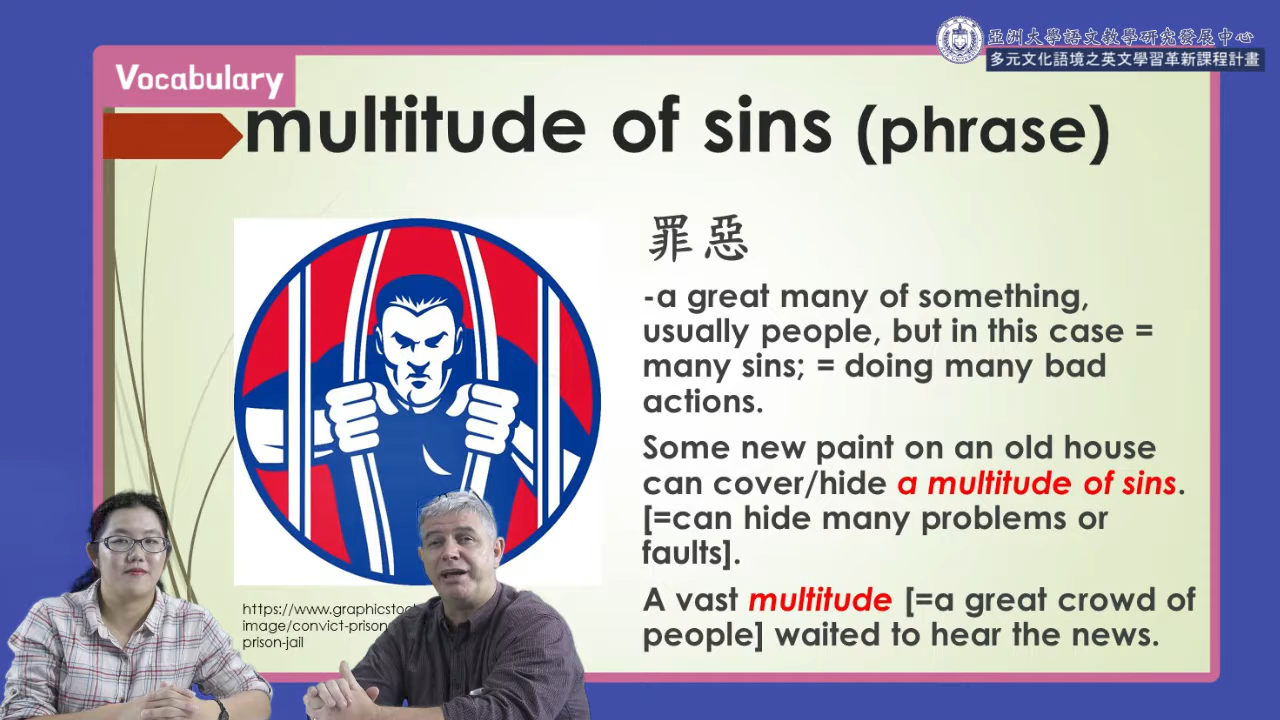 亞洲大學語文教學研究發展中心
多元文化語境之英文學習革新課程計畫
Vocabulary
multitude of sins (phrase)
罪惡
-a great many of something,
usually people, but in this case =
many sins; = doing many bad
actions.
Some new paint on an old house
can cover/hide a multitude of sins.
[=can hide many problems or
faults].
A vast multitude [=a great crowd of
people] waited to hear the news.
https://www.graphicstoc
image/convict-prison
prison-jail